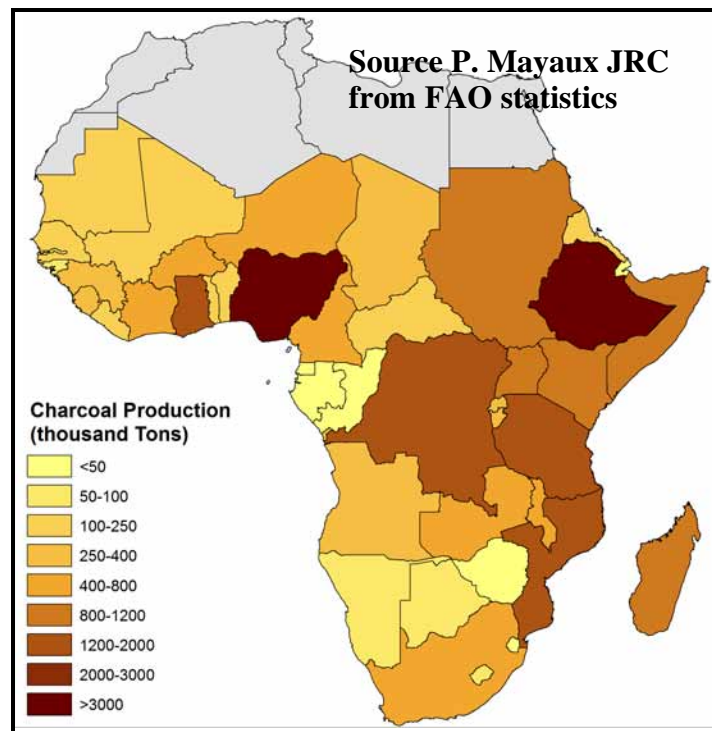 Source P. Mayaux JRC
from FAO statistics
Charcoal Production
(thousand Tons)
<50
50-100
100-250
250-400
400-800
800-1200
1200-2000
2000-3000
>3000